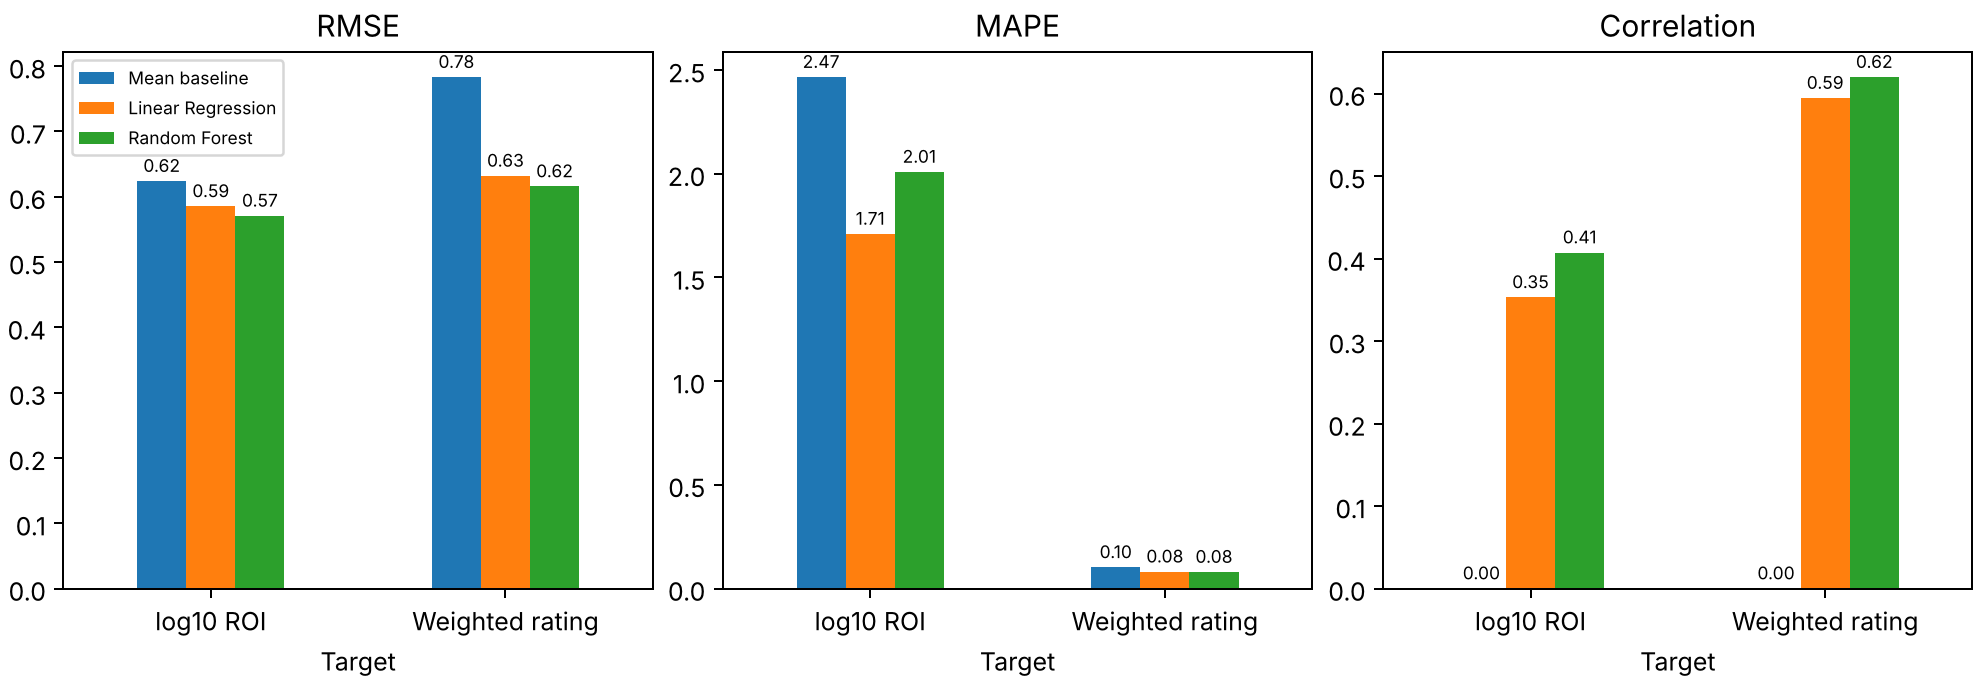 RMSE
0.8
0.7
0.6
0.5
0.4
0.3
0.2
0.1
0.0
Mean baseline
Linear Regression
Random Forest
0.62
0.59
0.57
0.78
0.63
0.62
log10 ROI
Weighted rating
Target
MAPE
2.5
2.0
1.5
1.0
0.5
0.0
2.47
1.71
2.01
0.10
0.08
0.08
log10 ROI
Weighted rating
Target
Correlation
0.6
0.5
0.4
0.3
0.2
0.1
0.0
0.00
0.35
0.41
0.00
0.59
0.62
log10 ROI
Weighted rating
Target